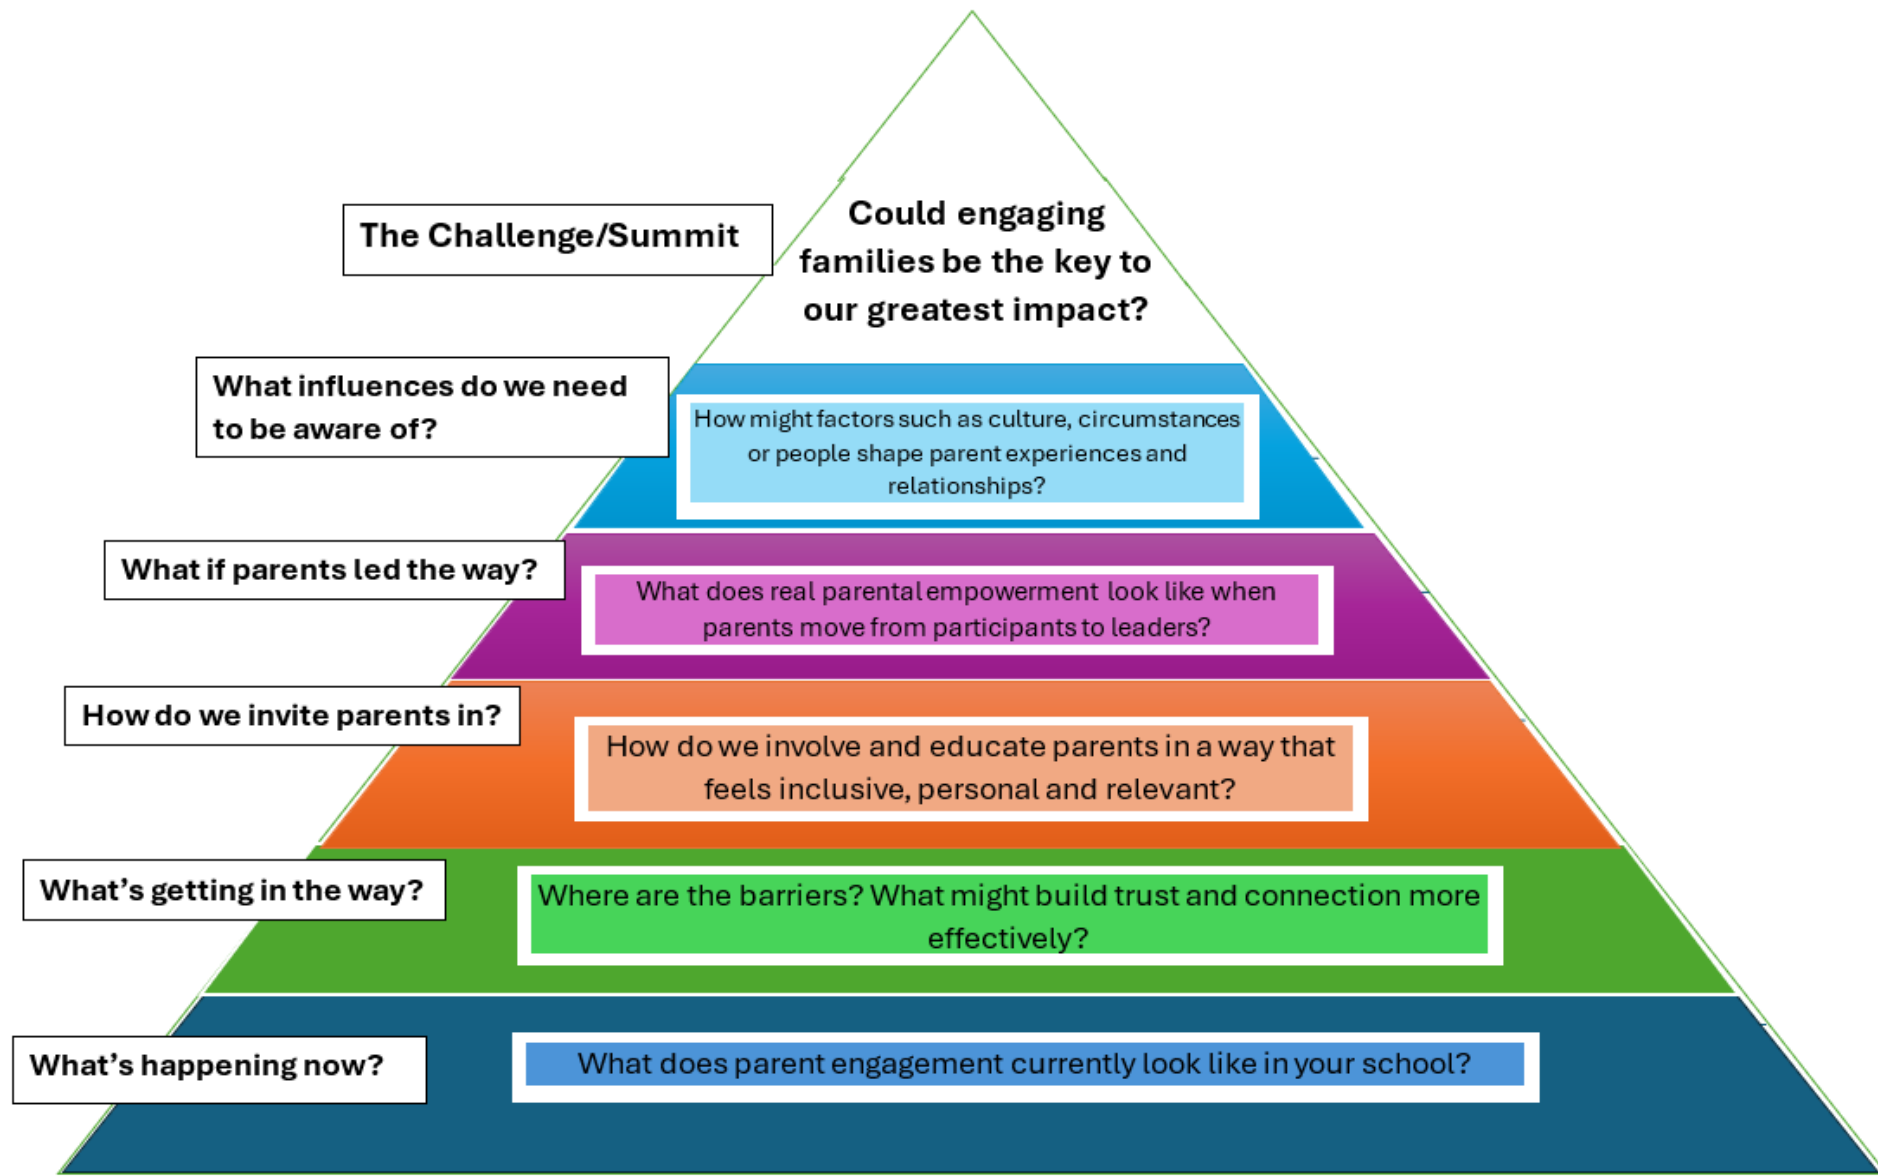 The Challenge/Summit
Could engaging
families be the key to
our greatest impact?
What influences do we need
to be aware of?
How might factors such as culture, circumstances
or people shape parent experiences and
relationships?
What if parents led the way?
What does real parental empowerment look like when
parents move from participants to leaders?
How do we invite parents in?
How do we involve and educate parents in a way that
feels inclusive, personal and relevant?
What’s getting in the way?
Where are the barriers? What might build trust and connection more
effectively?
What’s happening now?
What does parent engagement currently look like in your school?